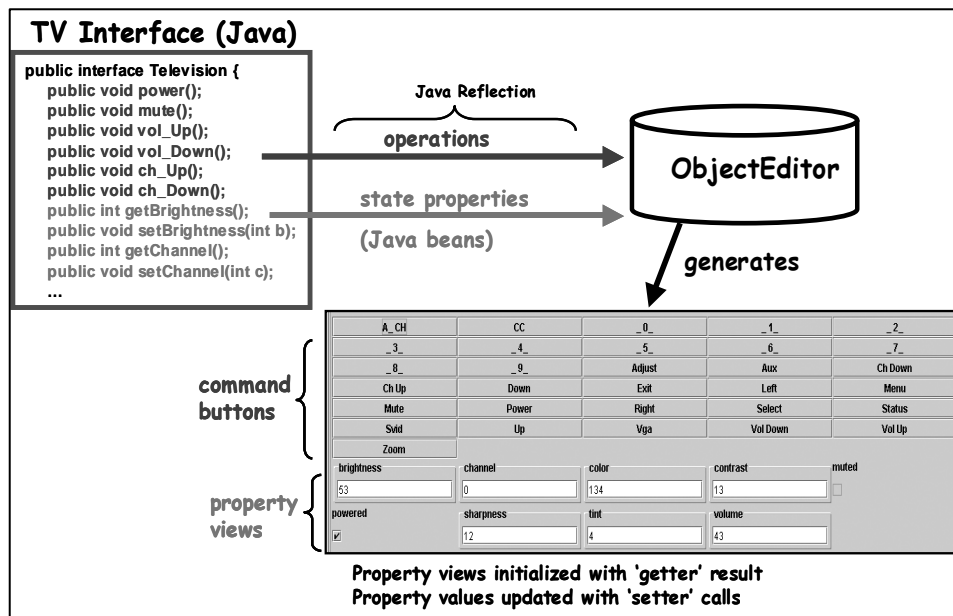 TV Interface (Java)
public interface Television {
public void power();
public void mute();
public void vol_Up();
public void vol_Down();
public void ch_Up();
public void ch_Down();
public int getBrightness();
public void setBrightness(int b);
public int getChannel();
public void setChannel(int c);
...
Java Reflection
operations
state properties
(Java beans)
ObjectEditor
generates
command
buttons
A_CH CC _0_ _1_ _2_
_3_ _4_ _5_ _6_ _7_
_8_ _9_ Adjust Aux Ch Down
Ch Up Down Exit Left Menu
Mute Power Right Select Status
Svid Up Vga Vol Down Vol Up
Zoom
property
views
brightness channel color contrast muted
53 0 134 13
powered sharpness tint volume
12 4 43
Property views initialized with ‘getter’ result
Property values updated with ‘setter’ calls